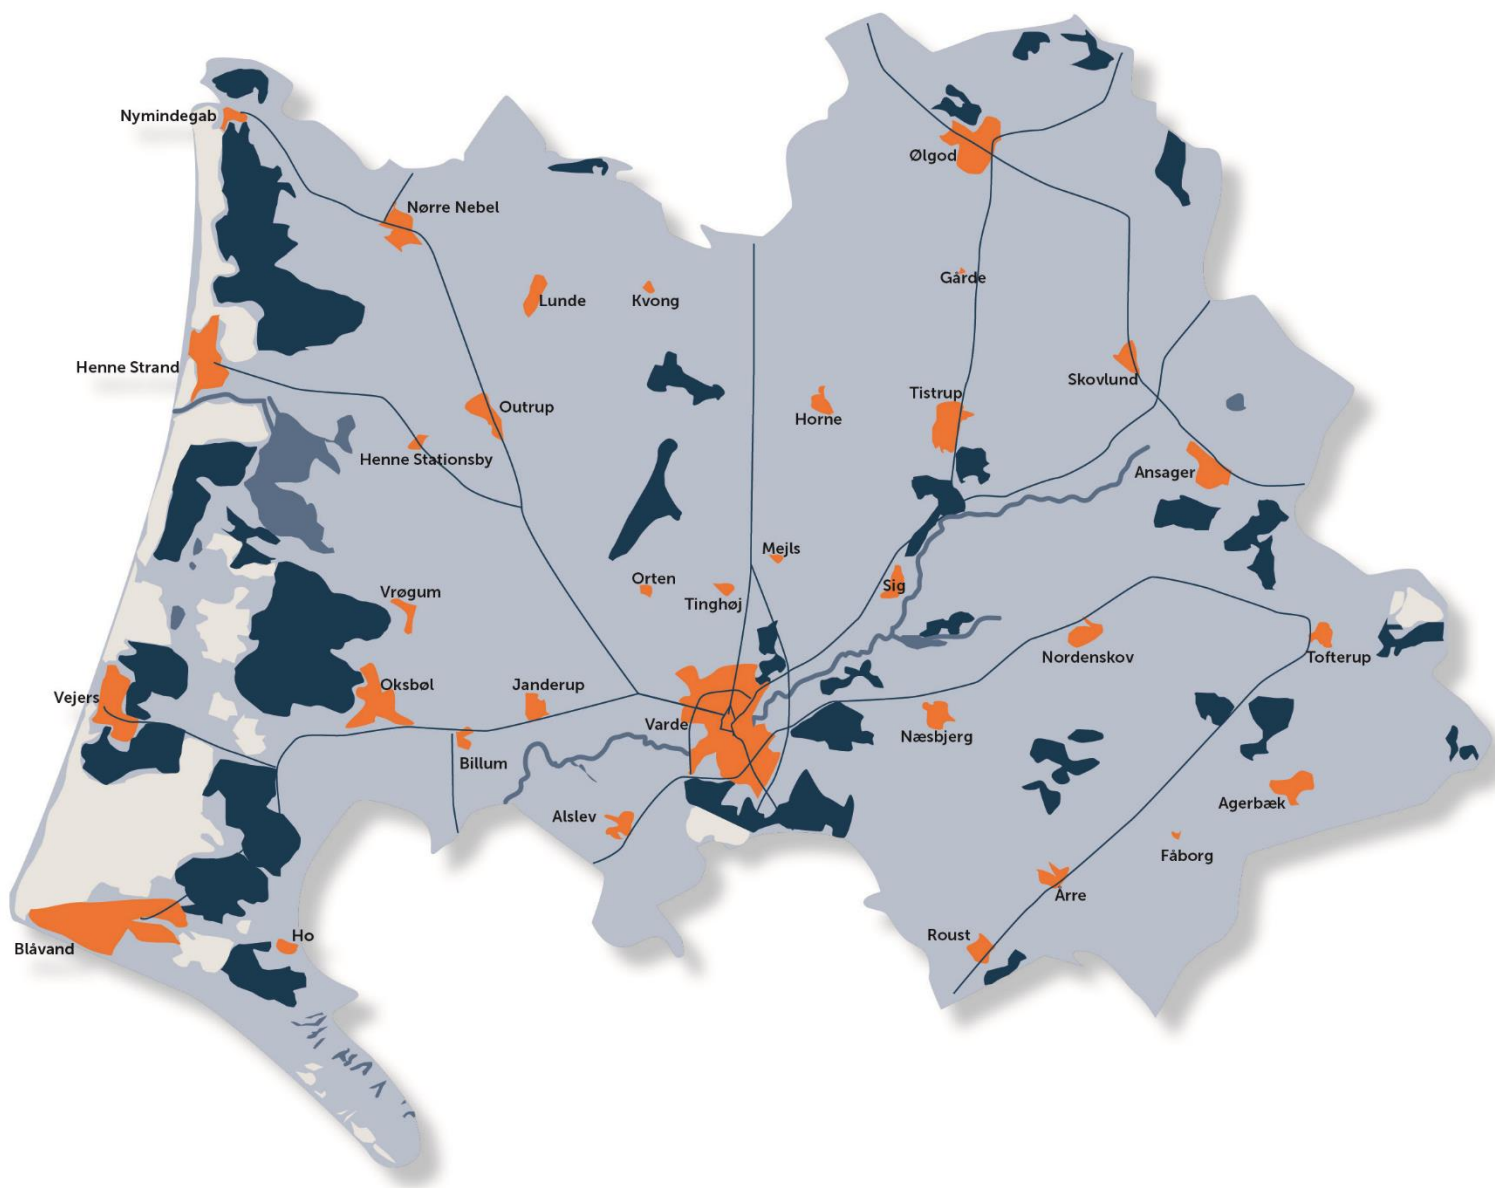 Nymindegab
Ølgod
Nørre Nebel
Gårde
Lunde
Kvong
Henne Strand
Skovlund
Tistrup
Outrup
Horne
Henne Stationsby
Ansager
Mejls
Orten
Sig
Vrøgum
Tinghøj
Nordenskov
Tofterup
Oksbøl
Janderup
Vejers
Varde
Næsbjerg
Billum
Agerbæk
Alslev
Fåborg
Årre
Roust
Ho
Blåvand